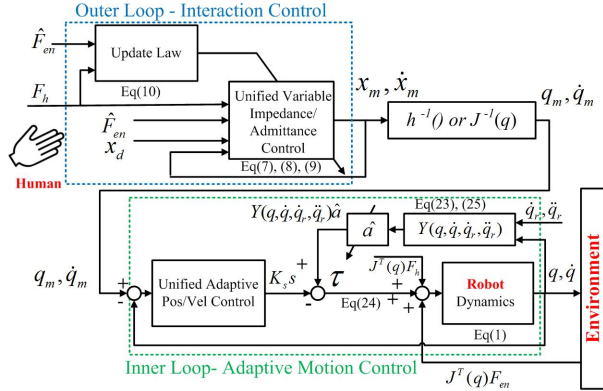 Outer Loop - Interaction Control
F̂en
Update Law
Fh
Eq(10)
F̂en
xd
Unified Variable
Impedance/
Admittance
Control
Eq(7), (8), (9)
Human
xm, ẋm
h⁻¹() or J⁻¹(q)
qm, q̇m
Y(q,q̇,q̇r,q̈r)â
â
Eq(23), (25)
Y(q,q̇,q̇r,q̈r)
q̇r, q̈r
qm, q̇m
+
-
Unified Adaptive
Pos/Vel Control
Kss
+
-
τ
Eq(24)
Jᵀ(q)Fh
+
+
+
Robot
Dynamics
Eq(1)
q, q̇
Environment
Inner Loop- Adaptive Motion Control
Jᵀ(q)Fen